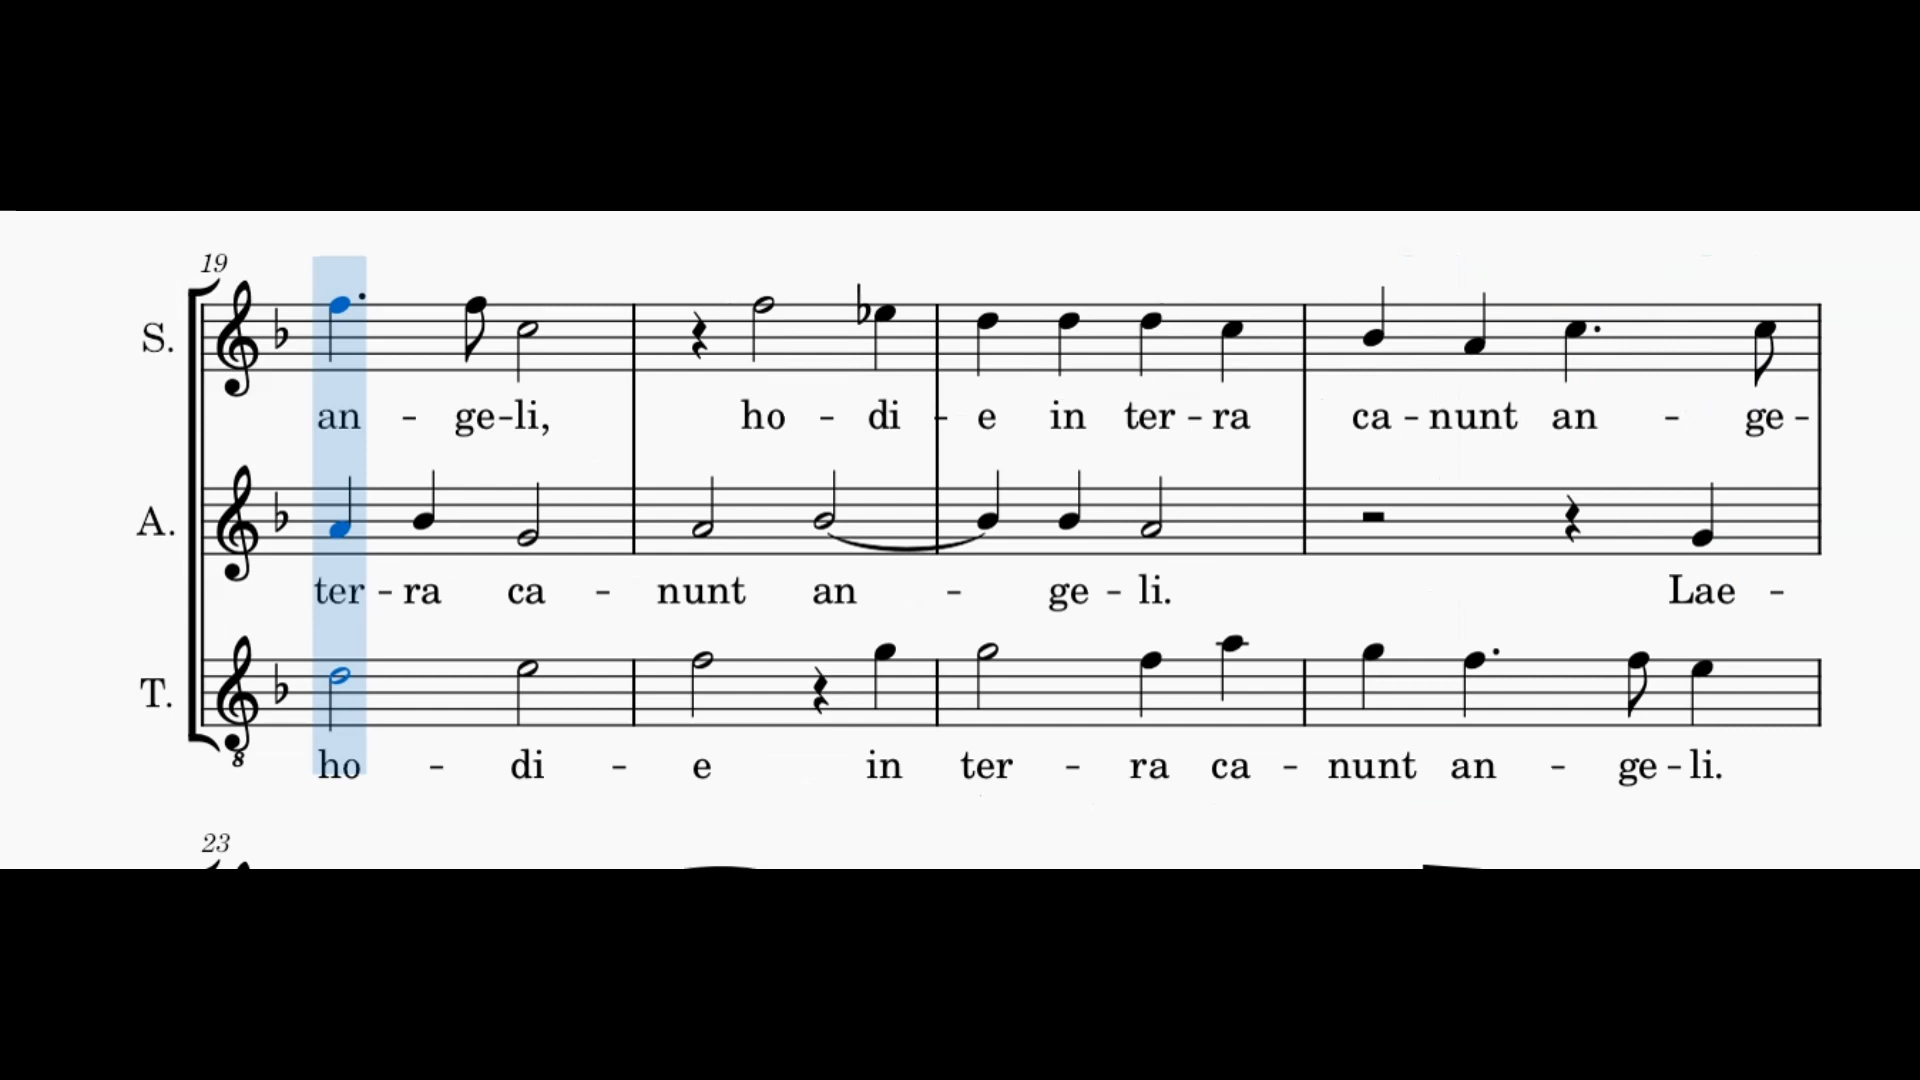 19
S.
an - ge-li, ho - di - e in ter - ra ca - nunt an - ge -
A.
ter - ra ca - nunt an - ge - li. Lae -
T.
8
ho - di - e in ter - ra ca - nunt an - ge - li.
23